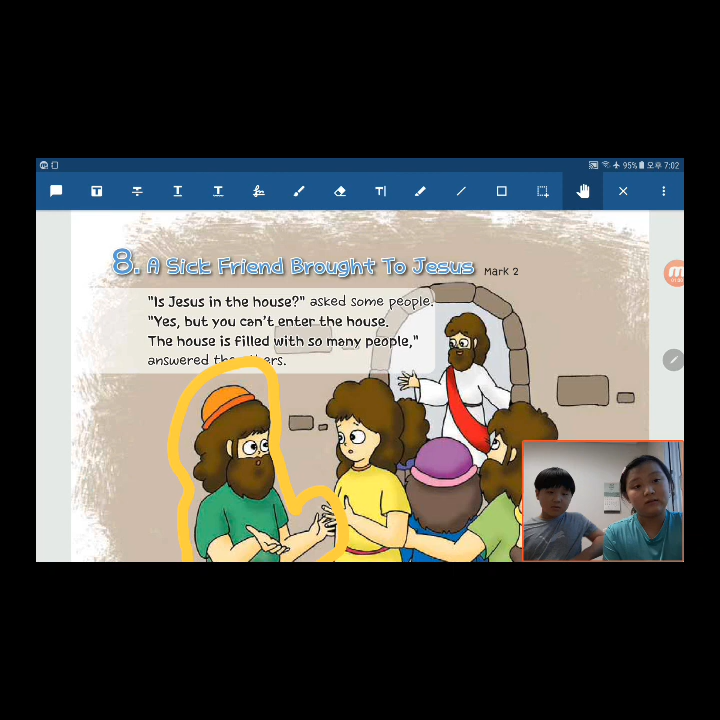 95% 오후 7:02
8. A Sick Friend Brought To Jesus Mark 2
"Is Jesus in the house?" asked some people.
"Yes, but you can't enter the house.
The house is filled with so many people,"
answered the others.